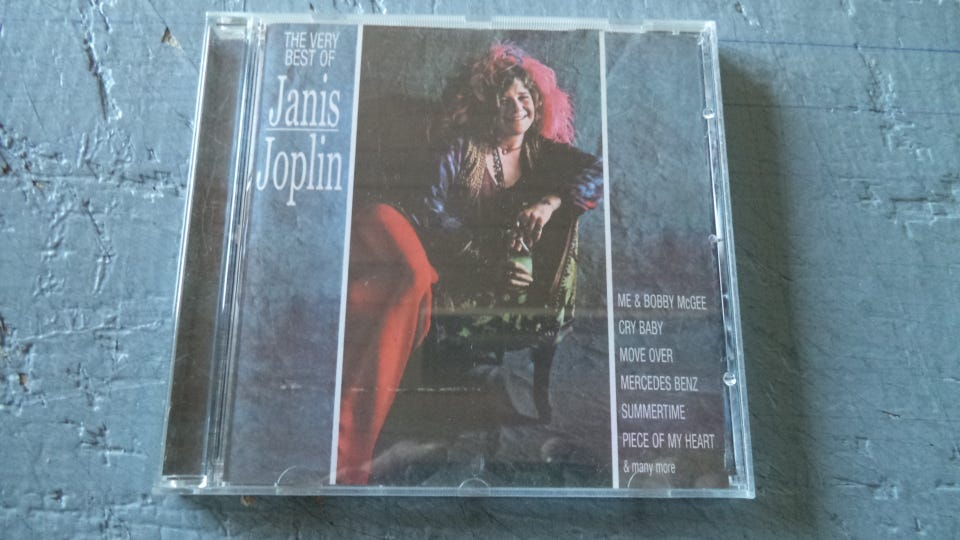 THE VERY
BEST OF
Janis
Joplin
ME & BOBBY McGEE
CRY BABY
MOVE OVER
MERCEDES BENZ
SUMMERTIME
PIECE OF MY HEART
& many more